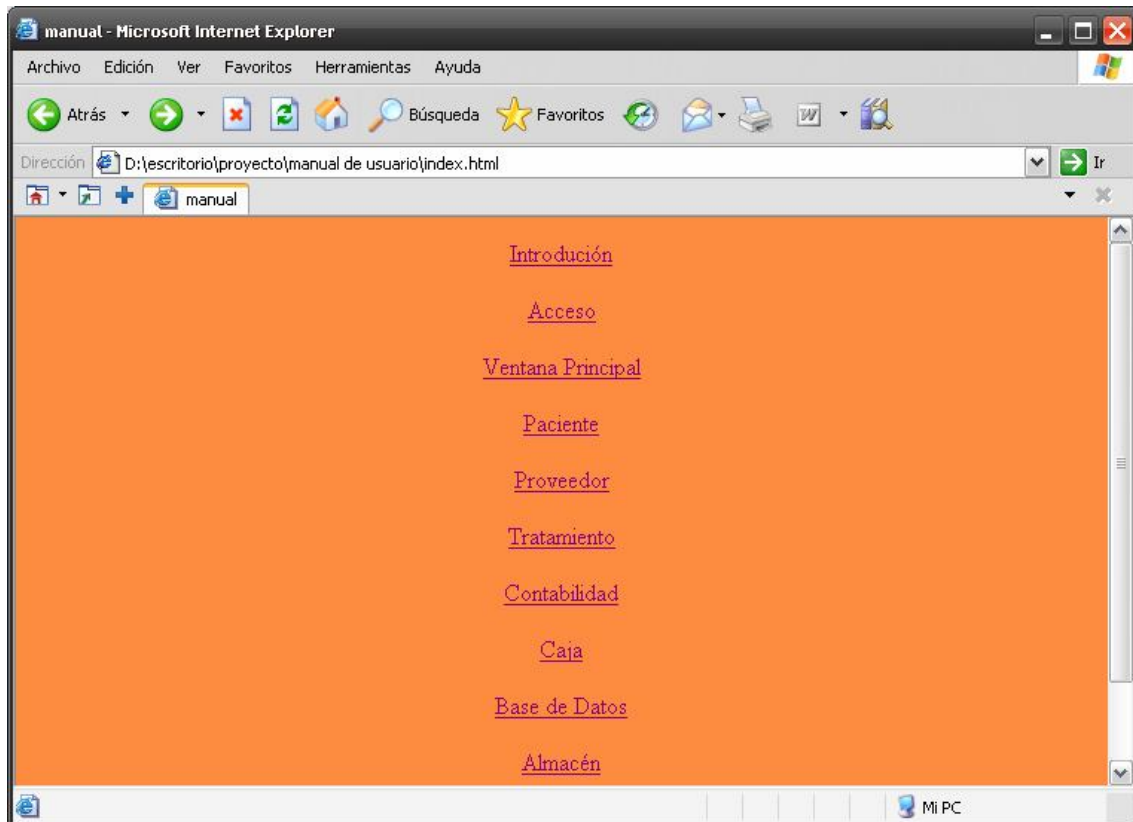 manual - Microsoft Internet Explorer
Archivo Edición Ver Favoritos Herramientas Ayuda
Atrás Búsqueda Favoritos W
Dirección D:\escritorio\proyecto\manual de usuario\index.html Ir
manual
Introdución
Acceso
Ventana Principal
Paciente
Proveedor
Tratamiento
Contabilidad
Caja
Base de Datos
Almacén
Mi PC